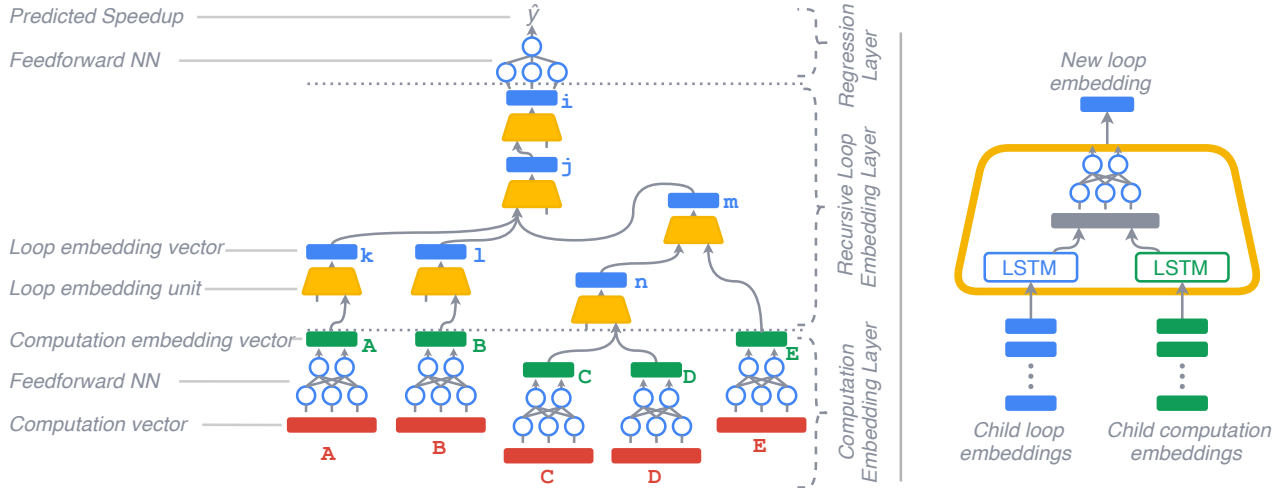 Predicted Speedup
ŷ
Feedforward NN
i
j
m
Loop embedding vector
k
l
Loop embedding unit
n
Computation embedding vector
A
B
E
C
D
Feedforward NN
Computation vector
A
B
E
C
D
Regression
Layer
Recursive Loop
Embedding Layer
Computation
Embedding Layer
New loop
embedding
LSTM
LSTM
Child loop
embeddings
Child computation
embeddings